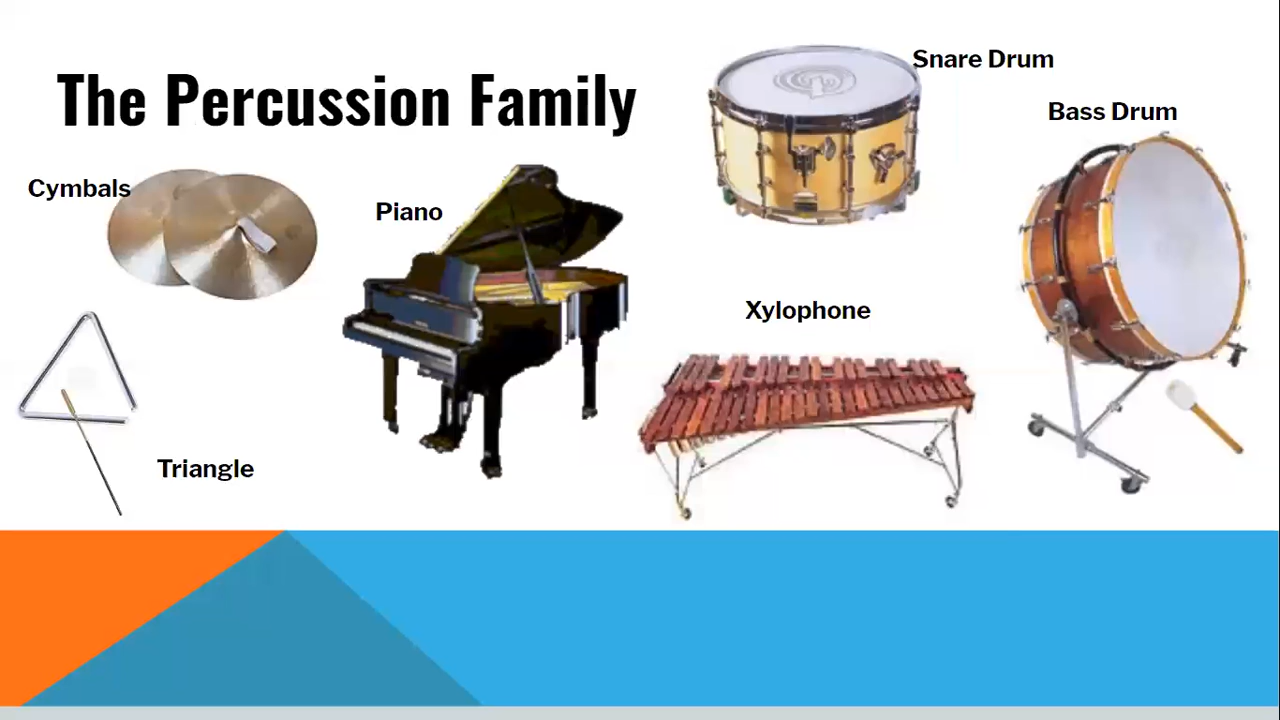 The Percussion Family
Snare Drum
Bass Drum
Cymbals
Piano
Xylophone
Triangle